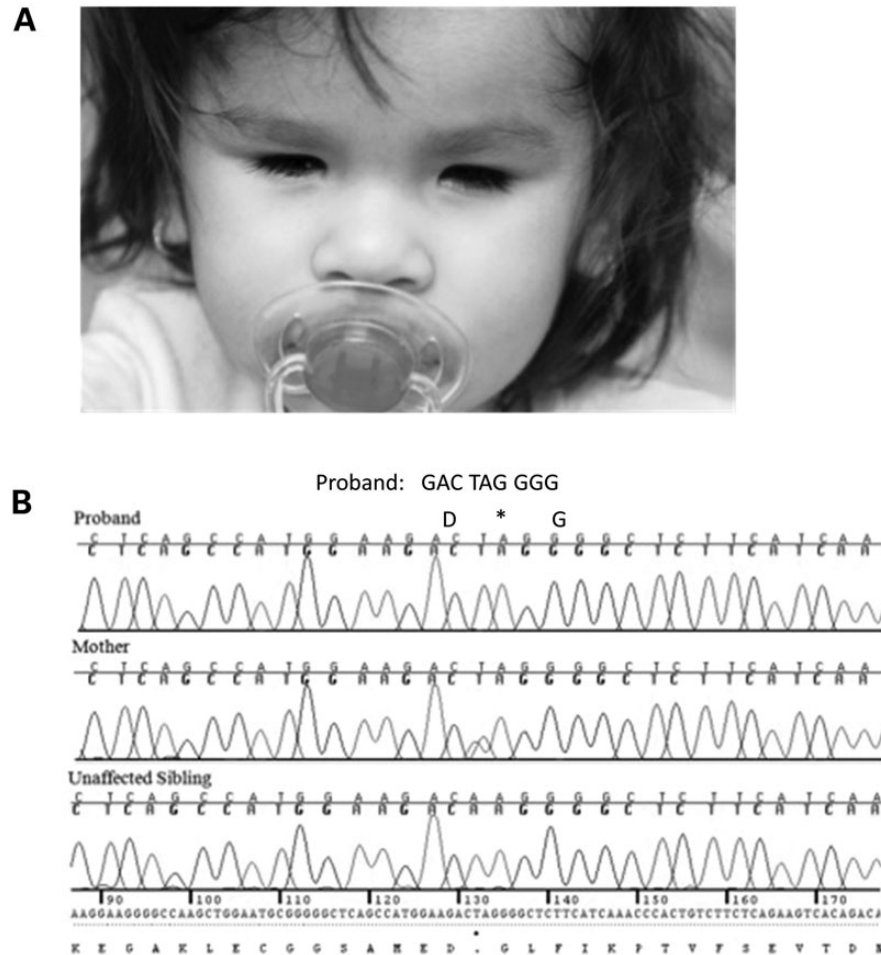 A
B
Proband: GAC TAG GGG
D * G
Proband
C T C A G C C A T G G A A G A C T A G G G G C T C T T C A T C A A
C T C A G C C A T G G A A G A C T A G G G G C T C T T C A T C A A
Mother
C T C A G C C A T G G A A G A C T A G G G G C T C T T C A T C A A
C T C A G C C A T G G A A G A C T A G G G G C T C T T C A T C A A
Unaffected Sibling
C T C A G C C A T G G A A G A C A A G G G G C T C T T C A T C A A
C T C A G C C A T G G A A G A C A A G G G G C T C T T C A T C A A
90 100 110 120 130 140 150 160 170
AAGGAAGGGGCCAAGCTGGAATGCGGGGGCTCAGCCATGGAAGACTAGGGGCTCTTCATCAAACCCACTGTCTTCTCAGAAGTCACAGACA
K E G A K L E C G G S A M E D . G L F I K P T V F S E V T D